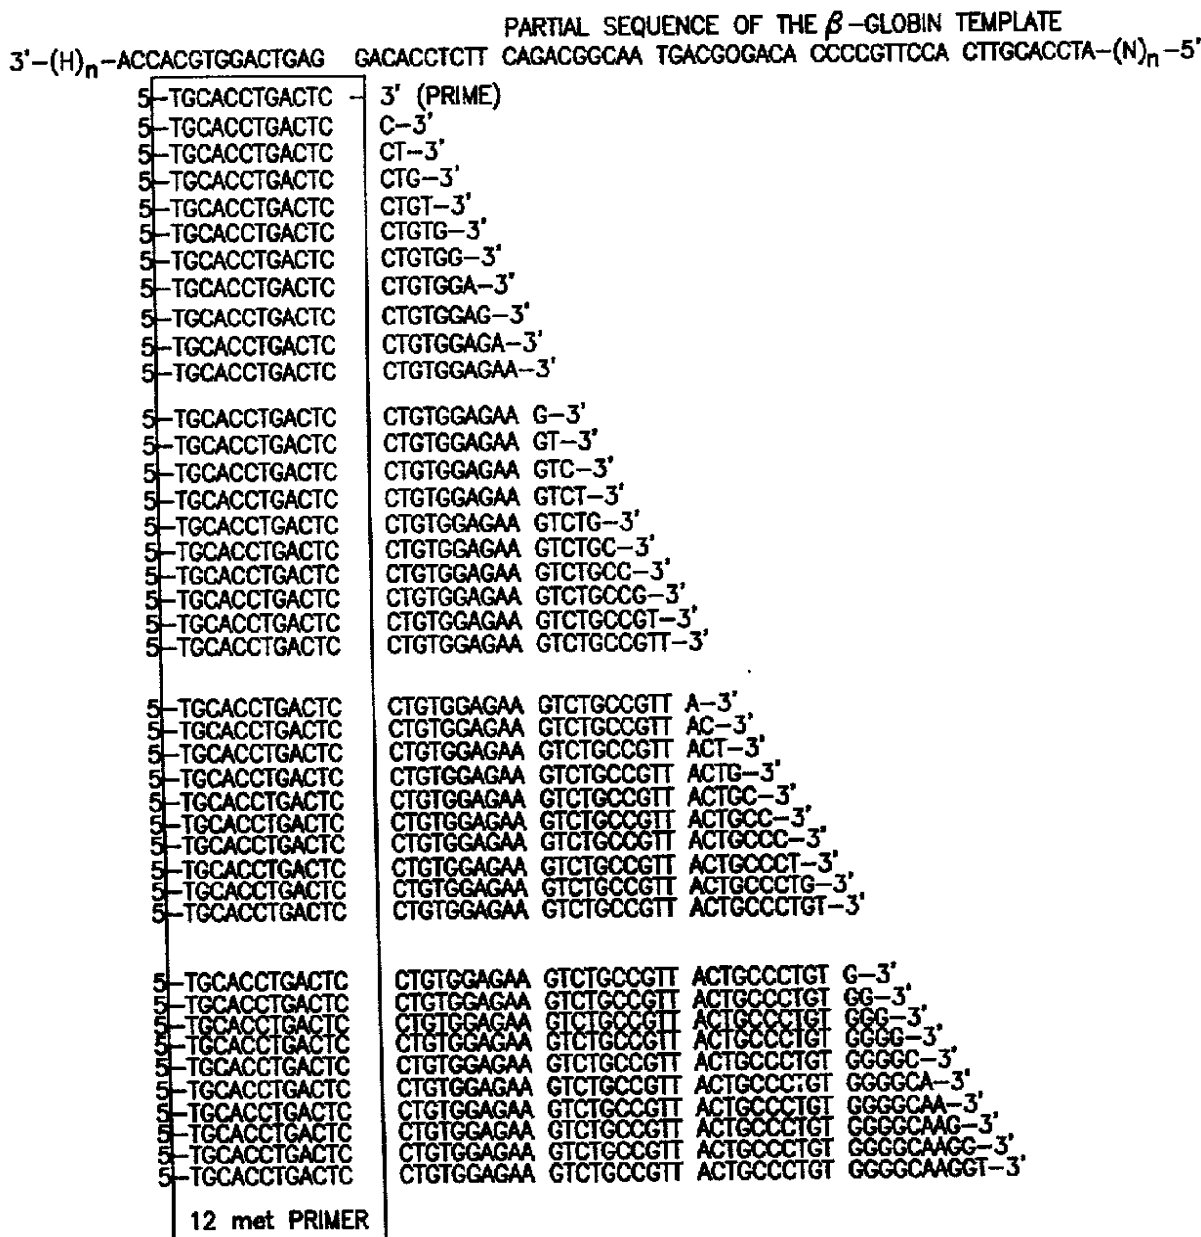 PARTIAL SEQUENCE OF THE β-GLOBIN TEMPLATE
3'-(H)n-ACCACGTGGACTGAG GACACCTCTT CAGACGGCAA TGACGOGACA CCCCGTTCCA CTTGCACCTA-(N)n-5'
5-TGCACCTGACTC - 3' (PRIME)
5-TGCACCTGACTC C-3'
5-TGCACCTGACTC CT-3'
5-TGCACCTGACTC CTG-3'
5-TGCACCTGACTC CTGT-3'
5-TGCACCTGACTC CTGTG-3'
5-TGCACCTGACTC CTGTGG-3'
5-TGCACCTGACTC CTGTGGA-3'
5-TGCACCTGACTC CTGTGGAG-3'
5-TGCACCTGACTC CTGTGGAGA-3'
5-TGCACCTGACTC CTGTGGAGAA-3'
5-TGCACCTGACTC CTGTGGAGAA G-3'
5-TGCACCTGACTC CTGTGGAGAA GT-3'
5-TGCACCTGACTC CTGTGGAGAA GTC-3'
5-TGCACCTGACTC CTGTGGAGAA GTCT-3'
5-TGCACCTGACTC CTGTGGAGAA GTCTG-3'
5-TGCACCTGACTC CTGTGGAGAA GTCTGC-3'
5-TGCACCTGACTC CTGTGGAGAA GTCTGCC-3'
5-TGCACCTGACTC CTGTGGAGAA GTCTGCCG-3'
5-TGCACCTGACTC CTGTGGAGAA GTCTGCCGT-3'
5-TGCACCTGACTC CTGTGGAGAA GTCTGCCGTT-3'
5-TGCACCTGACTC CTGTGGAGAA GTCTGCCGTT A-3'
5-TGCACCTGACTC CTGTGGAGAA GTCTGCCGTT AC-3'
5-TGCACCTGACTC CTGTGGAGAA GTCTGCCGTT ACT-3'
5-TGCACCTGACTC CTGTGGAGAA GTCTGCCGTT ACTG-3'
5-TGCACCTGACTC CTGTGGAGAA GTCTGCCGTT ACTGC-3'
5-TGCACCTGACTC CTGTGGAGAA GTCTGCCGTT ACTGCC-3'
5-TGCACCTGACTC CTGTGGAGAA GTCTGCCGTT ACTGCCC-3'
5-TGCACCTGACTC CTGTGGAGAA GTCTGCCGTT ACTGCCCT-3'
5-TGCACCTGACTC CTGTGGAGAA GTCTGCCGTT ACTGCCCTG-3'
5-TGCACCTGACTC CTGTGGAGAA GTCTGCCGTT ACTGCCCTGT-3'
5-TGCACCTGACTC CTGTGGAGAA GTCTGCCGTT ACTGCCCTGT G-3'
5-TGCACCTGACTC CTGTGGAGAA GTCTGCCGTT ACTGCCCTGT GG-3'
5-TGCACCTGACTC CTGTGGAGAA GTCTGCCGTT ACTGCCCTGT GGG-3'
5-TGCACCTGACTC CTGTGGAGAA GTCTGCCGTT ACTGCCCTGT GGGG-3'
5-TGCACCTGACTC CTGTGGAGAA GTCTGCCGTT ACTGCCCTGT GGGGC-3'
5-TGCACCTGACTC CTGTGGAGAA GTCTGCCGTT ACTGCCCTGT GGGGCA-3'
5-TGCACCTGACTC CTGTGGAGAA GTCTGCCGTT ACTGCCCTGT GGGGCAA-3'
5-TGCACCTGACTC CTGTGGAGAA GTCTGCCGTT ACTGCCCTGT GGGGCAAG-3'
5-TGCACCTGACTC CTGTGGAGAA GTCTGCCGTT ACTGCCCTGT GGGGCAAGG-3'
5-TGCACCTGACTC CTGTGGAGAA GTCTGCCGTT ACTGCCCTGT GGGGCAAGGT-3'
12 met PRIMER